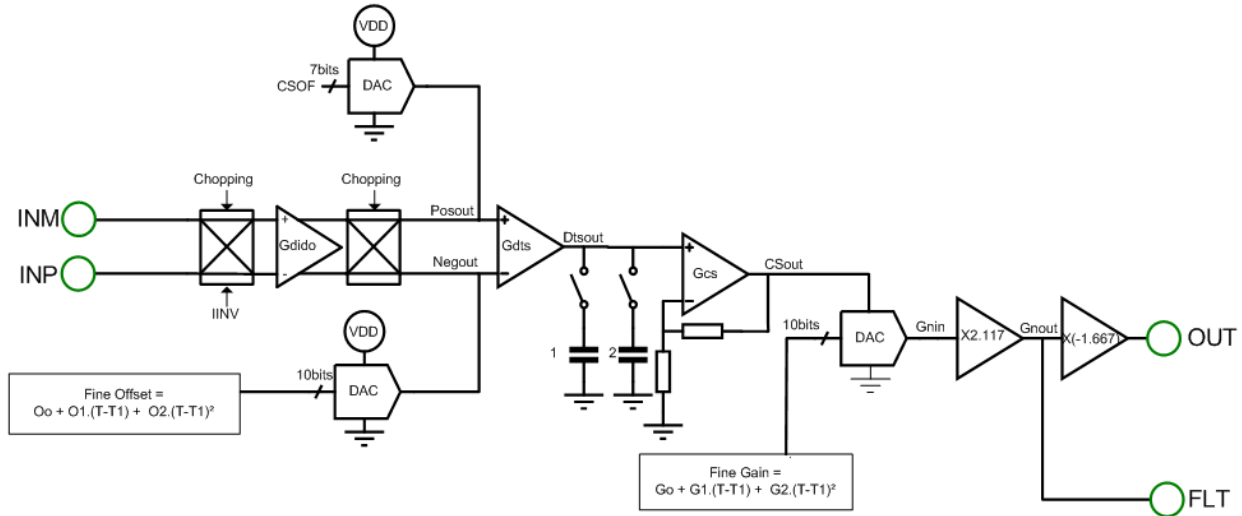 VDD
7bits
CSOF
DAC
Chopping
Chopping
INM
Posout
+
Gdido
+
Gdts
Dtsout
+
Gcs
CSout
INP
-
Negout
-
-
IINV
VDD
10bits
DAC
Fine Offset =
Oo + O1.(T-T1) + O2.(T-T1)²
1
2
10bits
DAC
Gnin
X2.117
Gnout
X(-1.667)
OUT
Fine Gain =
Go + G1.(T-T1) + G2.(T-T1)²
FLT